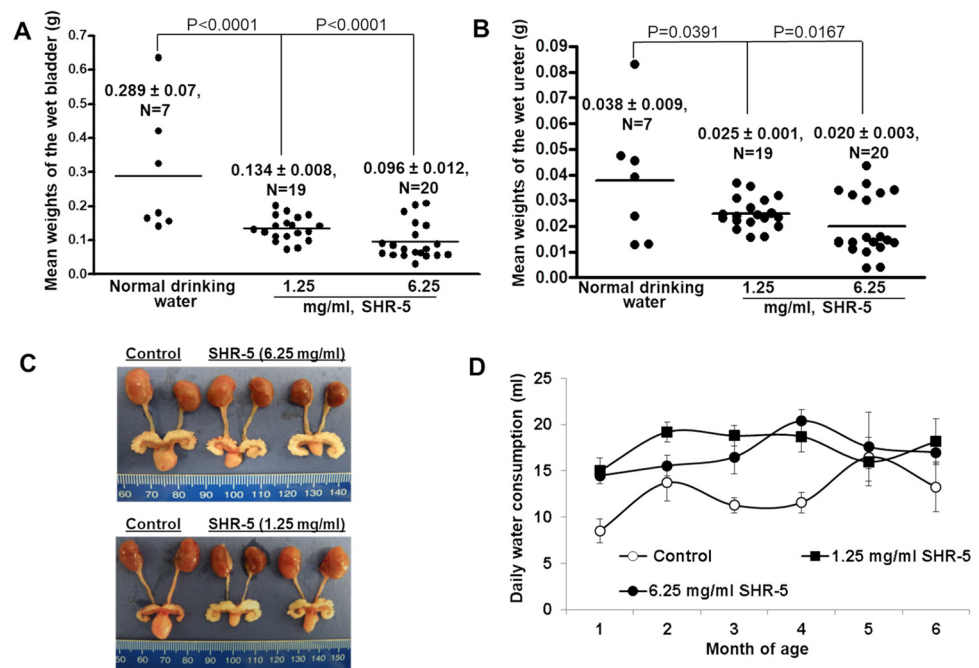 A
Mean weights of the wet bladder (g)
P<0.0001
P<0.0001
0.7
0.6
0.5
0.4
0.3
0.2
0.1
0.0
0.289 ± 0.07,
N=7
0.134 ± 0.008,
N=19
0.096 ± 0.012,
N=20
Normal drinking
water
1.25
6.25
mg/ml, SHR-5
B
Mean weights of the wet ureter (g)
P=0.0391
P=0.0167
0.09
0.08
0.07
0.06
0.05
0.04
0.03
0.02
0.01
0.00
0.038 ± 0.009,
N=7
0.025 ± 0.001,
N=19
0.020 ± 0.003,
N=20
Normal drinking
water
1.25
6.25
mg/ml, SHR-5
C
Control SHR-5 (6.25 mg/ml)
60 70 80 90 100 110 120 130 140
Control SHR-5 (1.25 mg/ml)
60 70 80 90 100 110 120 130 140 150
D
Daily water consumption (ml)
25
20
15
10
5
0
Control
1.25 mg/ml SHR-5
6.25 mg/ml SHR-5
1 2 3 4 5 6
Month of age